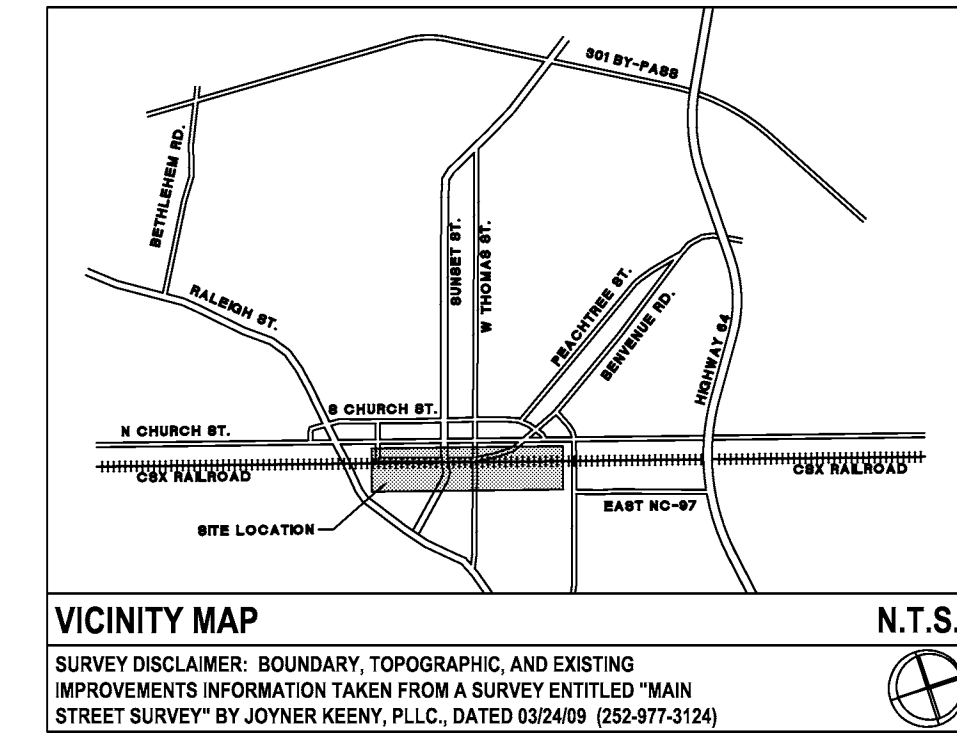 301 BY-PASS
BETHLEHEM RD.
SUNSET ST.
W THOMAS ST.
RALEIGH ST.
PEACHTREE ST.
BENVENUE RD.
HIGHWAY 64
S CHURCH ST.
N CHURCH ST.
CSX RAILROAD
CSX RAILROAD
EAST NC-97
SITE LOCATION
VICINITY MAP
N.T.S.
SURVEY DISCLAIMER: BOUNDARY, TOPOGRAPHIC, AND EXISTING
IMPROVEMENTS INFORMATION TAKEN FROM A SURVEY ENTITLED "MAIN
STREET SURVEY" BY JOYNER KEENY, PLLC., DATED 03/24/09 (252-977-3124)